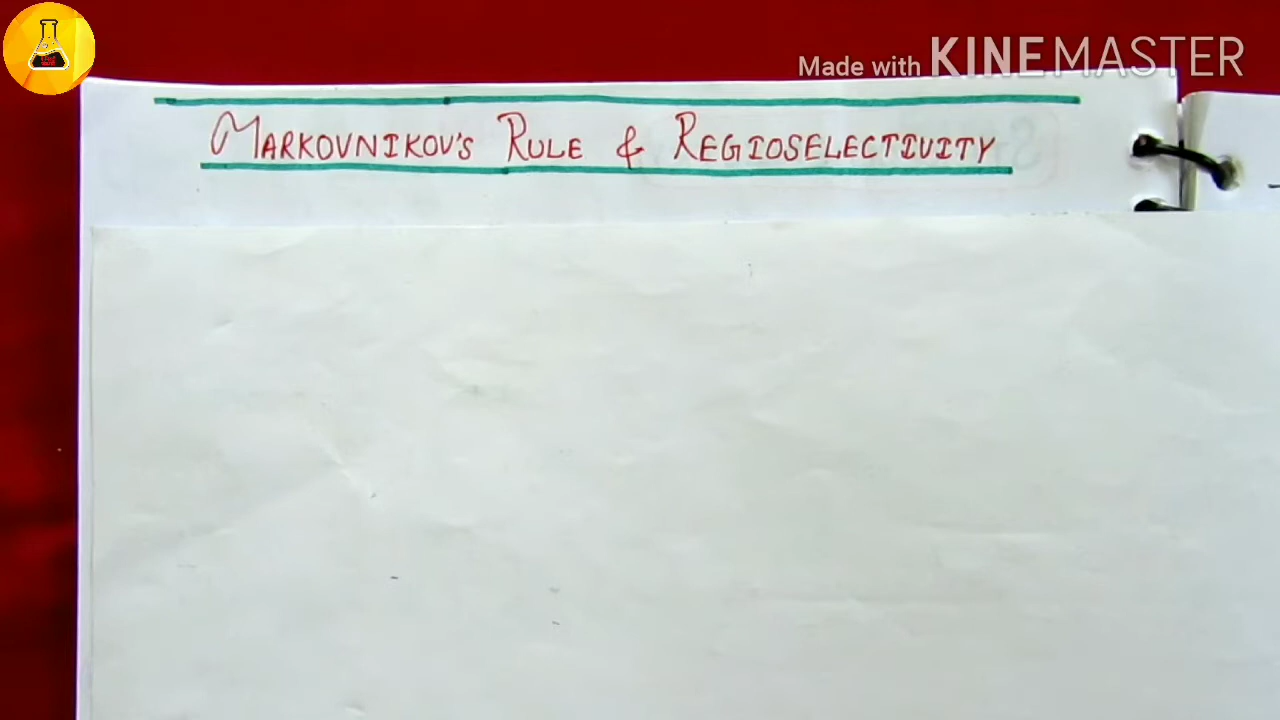 Made with KINEMASTER
MARKOVNIKOV'S RULE & REGIOSELECTIVITY